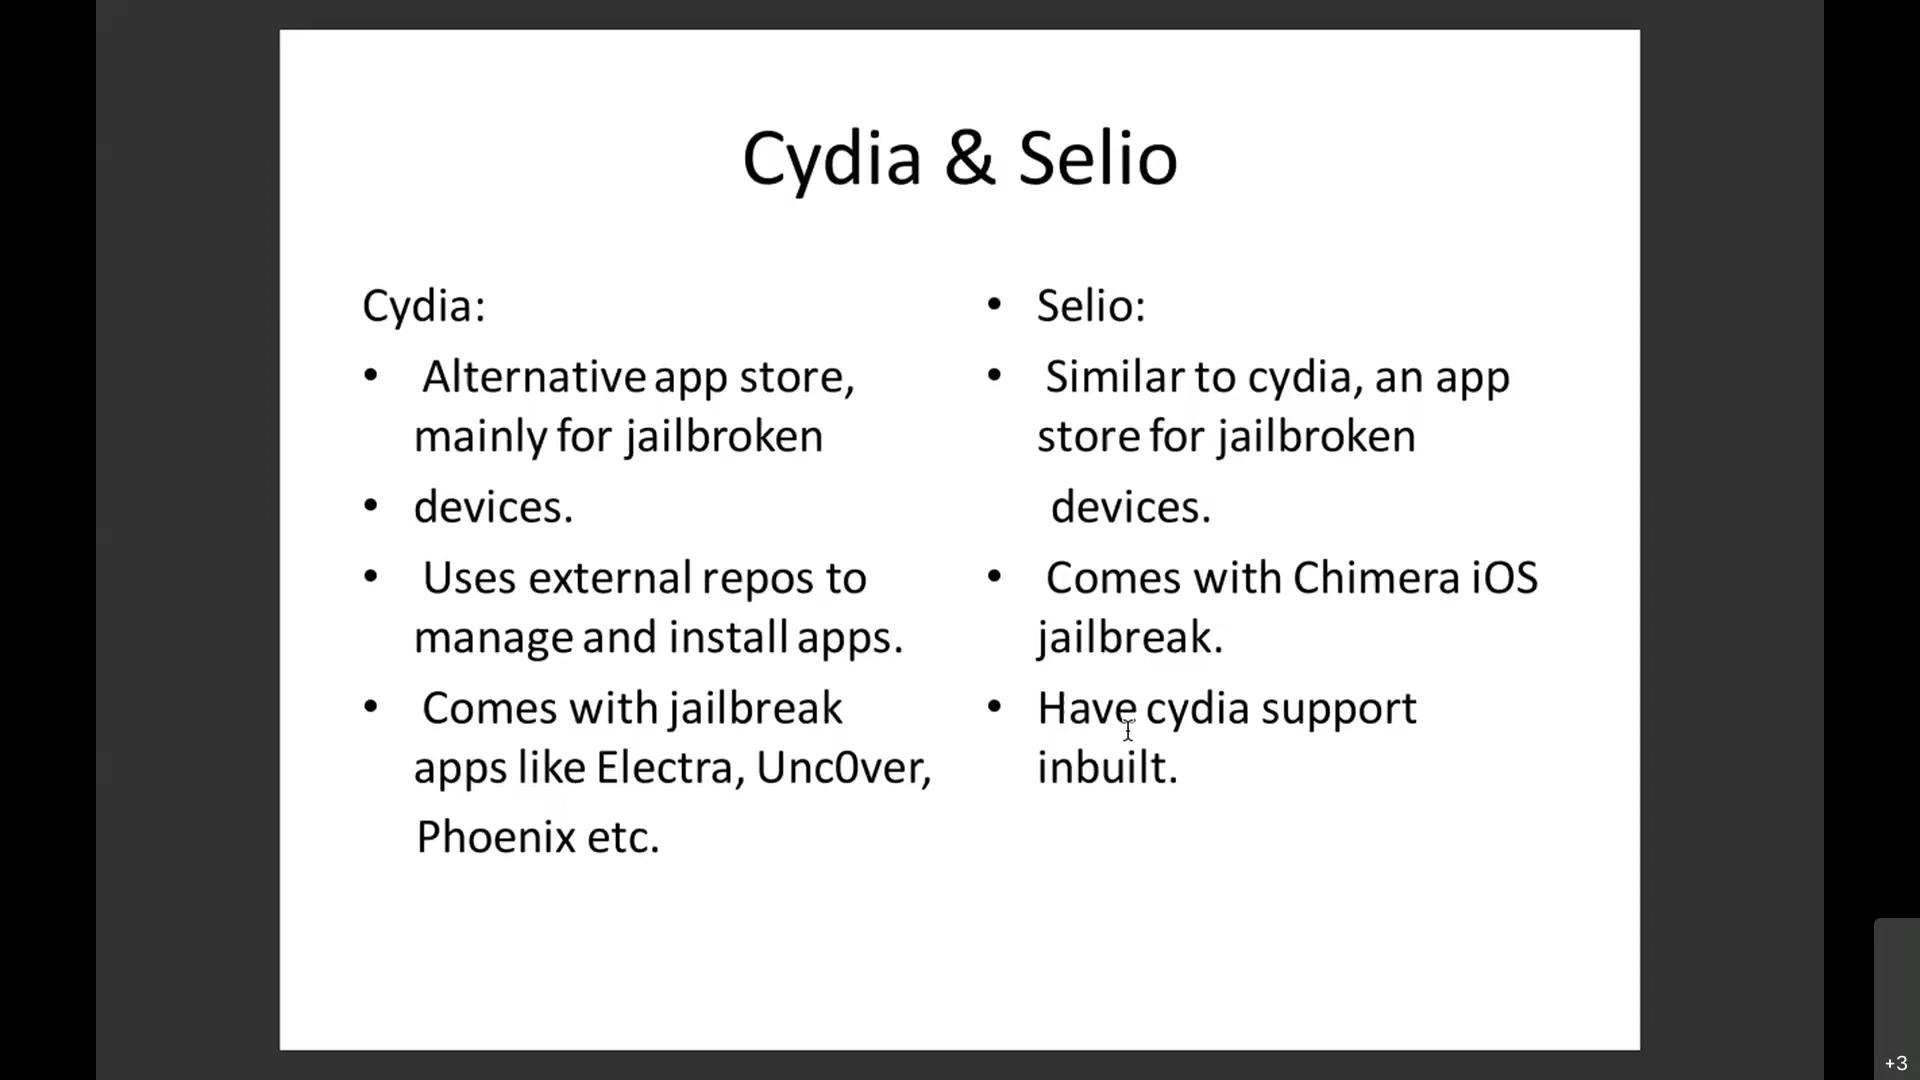 Cydia & Selio
Cydia:
• Alternative app store,
mainly for jailbroken
• devices.
• Uses external repos to
manage and install apps.
• Comes with jailbreak
apps like Electra, Unc0ver,
Phoenix etc.
• Selio:
• Similar to cydia, an app
store for jailbroken
devices.
• Comes with Chimera iOS
jailbreak.
• Have cydia support
inbuilt.
+3